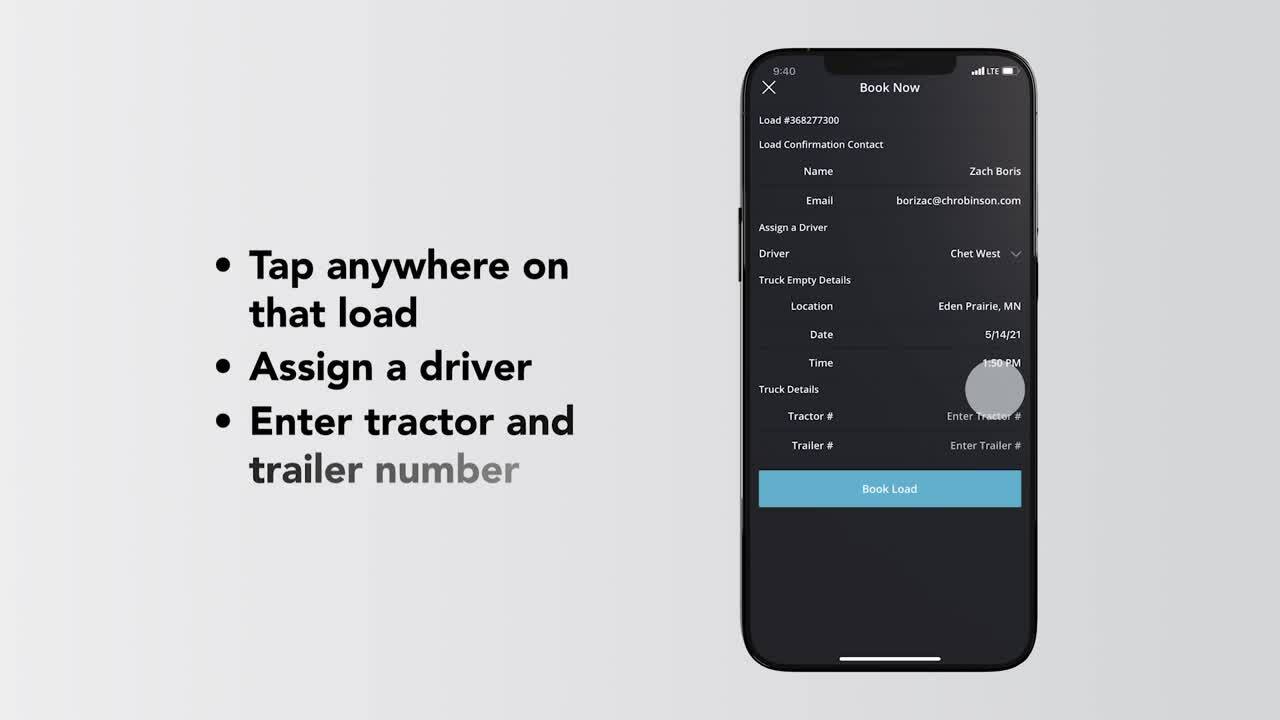 • Tap anywhere on
that load
• Assign a driver
• Enter tractor and
trailer number
9:40 LTE
Book Now
Load #368277300
Load Confirmation Contact
Name Zach Boris
Email borizac@chrobinson.com
Assign a Driver
Driver Chet West
Truck Empty Details
Location Eden Prairie, MN
Date 5/14/21
Time 1:50 PM
Truck Details
Tractor # Enter Tractor #
Trailer # Enter Trailer #
Book Load